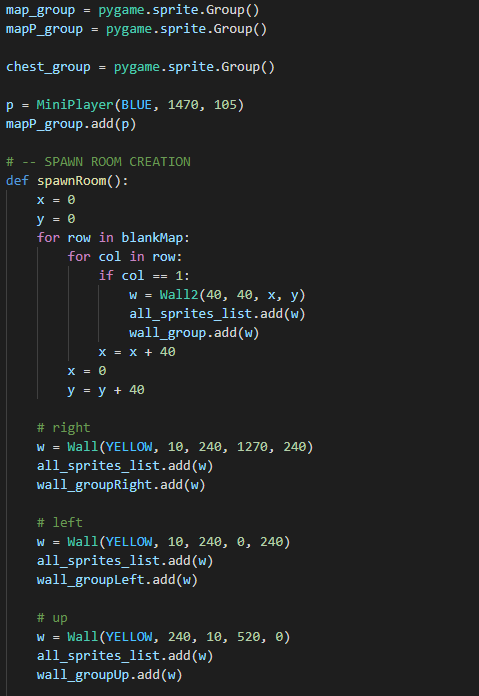 map_group = pygame.sprite.Group()
mapP_group = pygame.sprite.Group()

chest_group = pygame.sprite.Group()

p = MiniPlayer(BLUE, 1470, 105)
mapP_group.add(p)

# -- SPAWN ROOM CREATION
def spawnRoom():
    x = 0
    y = 0
    for row in blankMap:
        for col in row:
            if col == 1:
                w = Wall2(40, 40, x, y)
                all_sprites_list.add(w)
                wall_group.add(w)
            x = x + 40
        x = 0
        y = y + 40

    # right
    w = Wall(YELLOW, 10, 240, 1270, 240)
    all_sprites_list.add(w)
    wall_groupRight.add(w)

    # left
    w = Wall(YELLOW, 10, 240, 0, 240)
    all_sprites_list.add(w)
    wall_groupLeft.add(w)

    # up
    w = Wall(YELLOW, 240, 10, 520, 0)
    all_sprites_list.add(w)
    wall_groupUp.add(w)